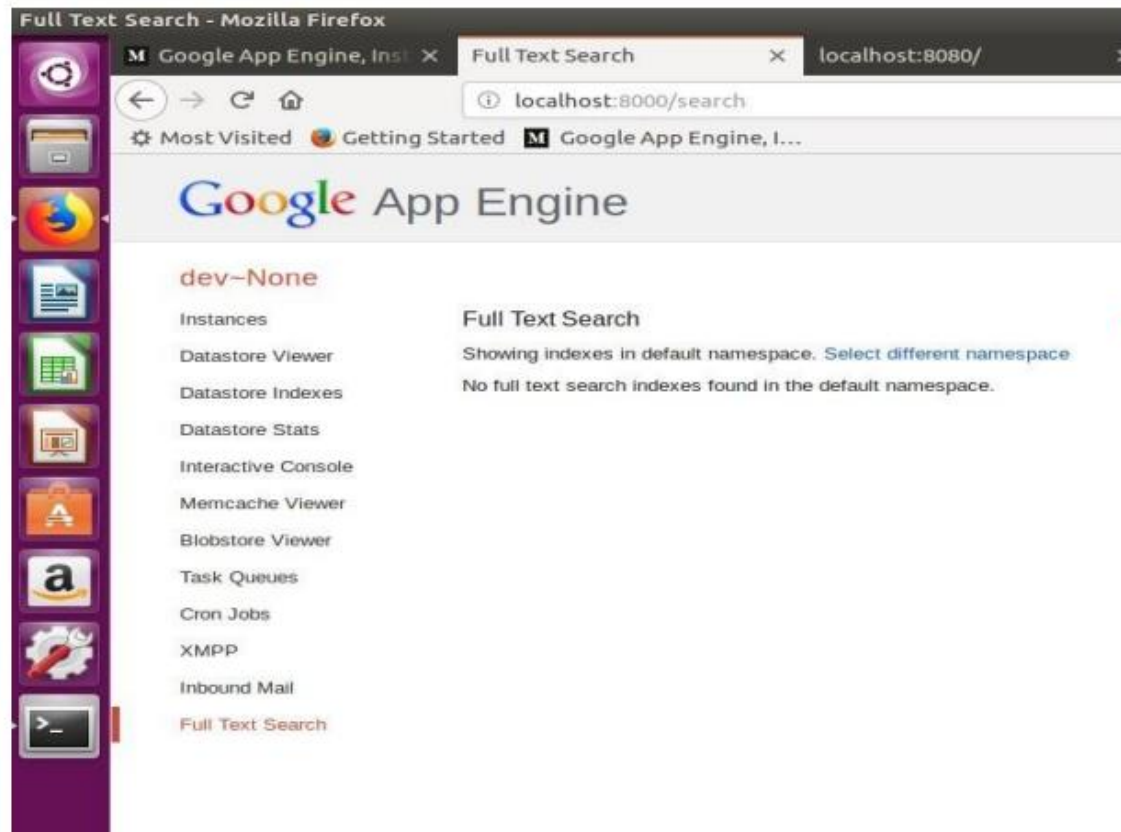 Full Text Search - Mozilla Firefox
M Google App Engine, Inst × Full Text Search × localhost:8080/
localhost:8000/search
Most Visited Getting Started M Google App Engine, I...
Google App Engine
dev~None
Instances
Datastore Viewer
Datastore Indexes
Datastore Stats
Interactive Console
Memcache Viewer
Blobstore Viewer
Task Queues
Cron Jobs
XMPP
Inbound Mail
Full Text Search
Full Text Search
Showing indexes in default namespace. Select different namespace
No full text search indexes found in the default namespace.